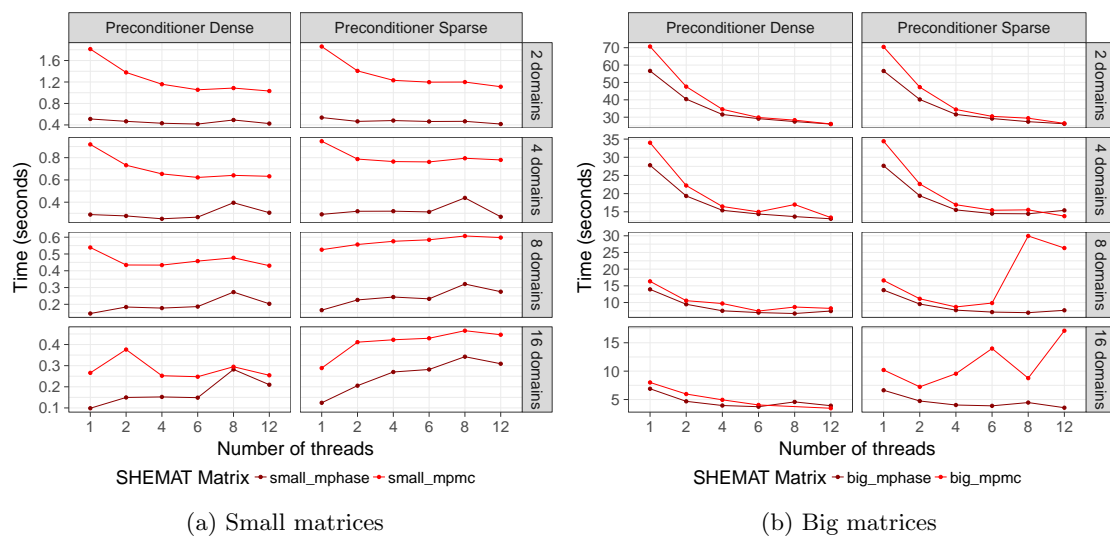 Preconditioner Dense Preconditioner Sparse
Time (seconds)
1.6
1.2
0.8
0.4
2 domains
0.8
0.6
0.4
4 domains
0.6
0.5
0.4
0.3
0.2
8 domains
0.4
0.3
0.2
0.1
16 domains
1 2 4 6 8 12 1 2 4 6 8 12
Number of threads
SHEMAT Matrix small_mphase small_mpmc
(a) Small matrices
Preconditioner Dense Preconditioner Sparse
Time (seconds)
70
60
50
40
30
2 domains
35
30
25
20
15
4 domains
30
25
20
15
10
8 domains
15
10
5
16 domains
1 2 4 6 8 12 1 2 4 6 8 12
Number of threads
SHEMAT Matrix big_mphase big_mpmc
(b) Big matrices